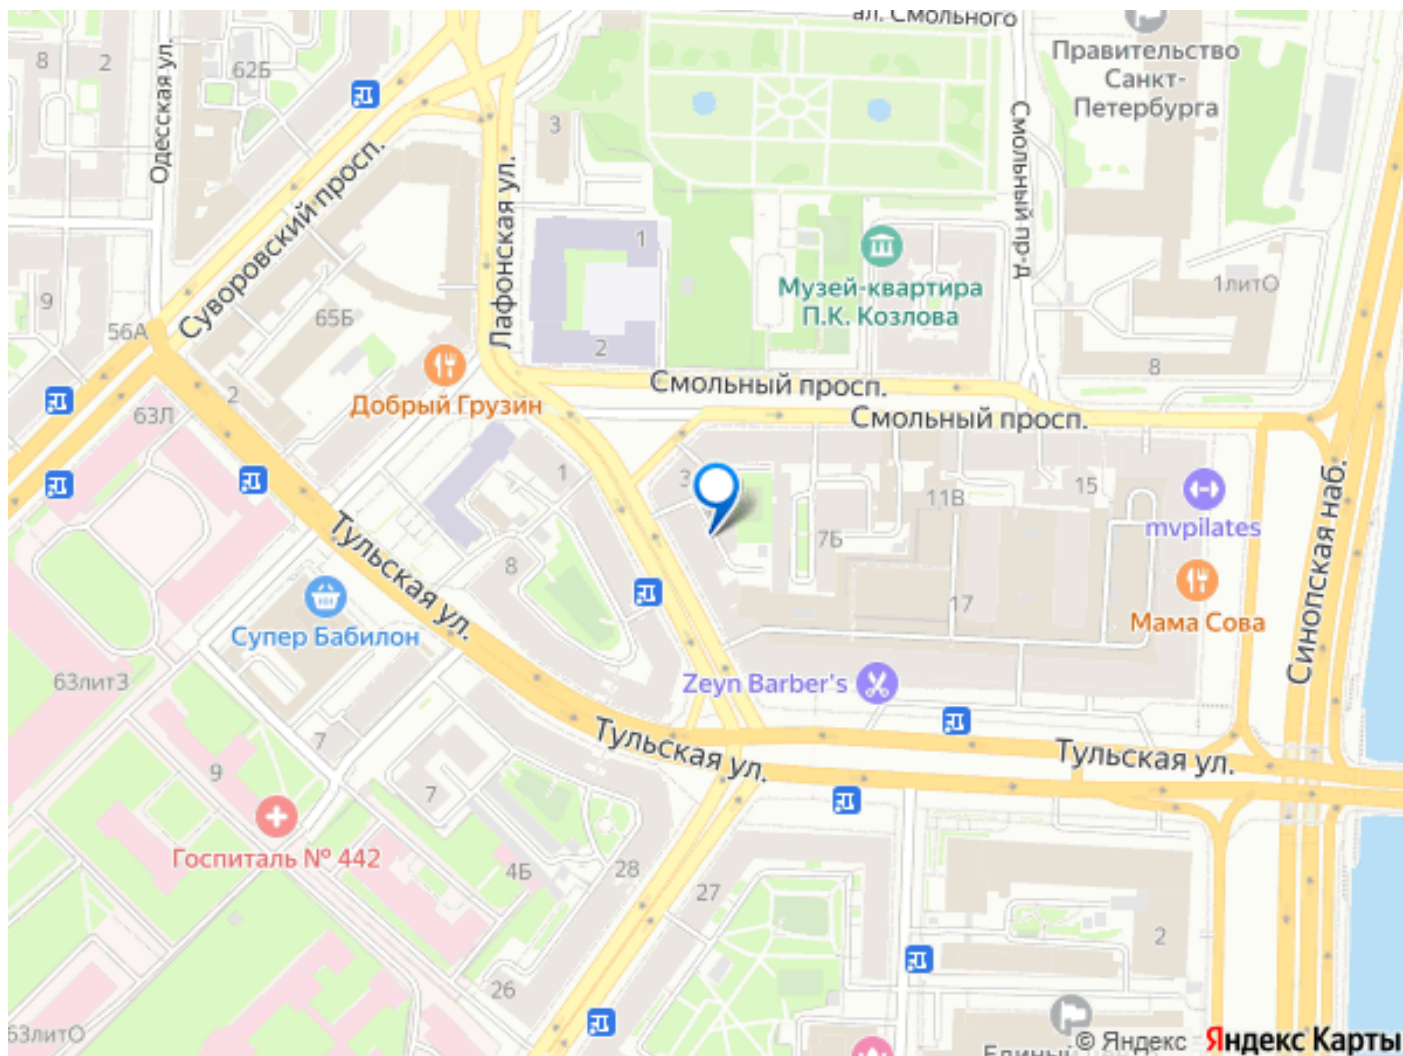 ал. Смольного
Правительство
Санкт-
Петербурга
8
2
62Б
Одесская ул.
3
Смольный пр-д
Суворовский просп.
Лафонская ул.
1
Музей-квартира
П.К. Козлова
1литО
9
56А
65Б
2
8
Смольный просп.
Добрый Грузин
2
63Л
Смольный просп.
1
3
11В
15
mvpilates
Синопская наб.
7Б
8
Тульская ул.
17
Мама Сова
Супер Бабилон
63литЗ
Zeyn Barber's
7
Тульская ул.
Тульская ул.
9
7
Госпиталь № 442
4Б
28
27
2
26
63литО
© Яндекс Яндекс Карты